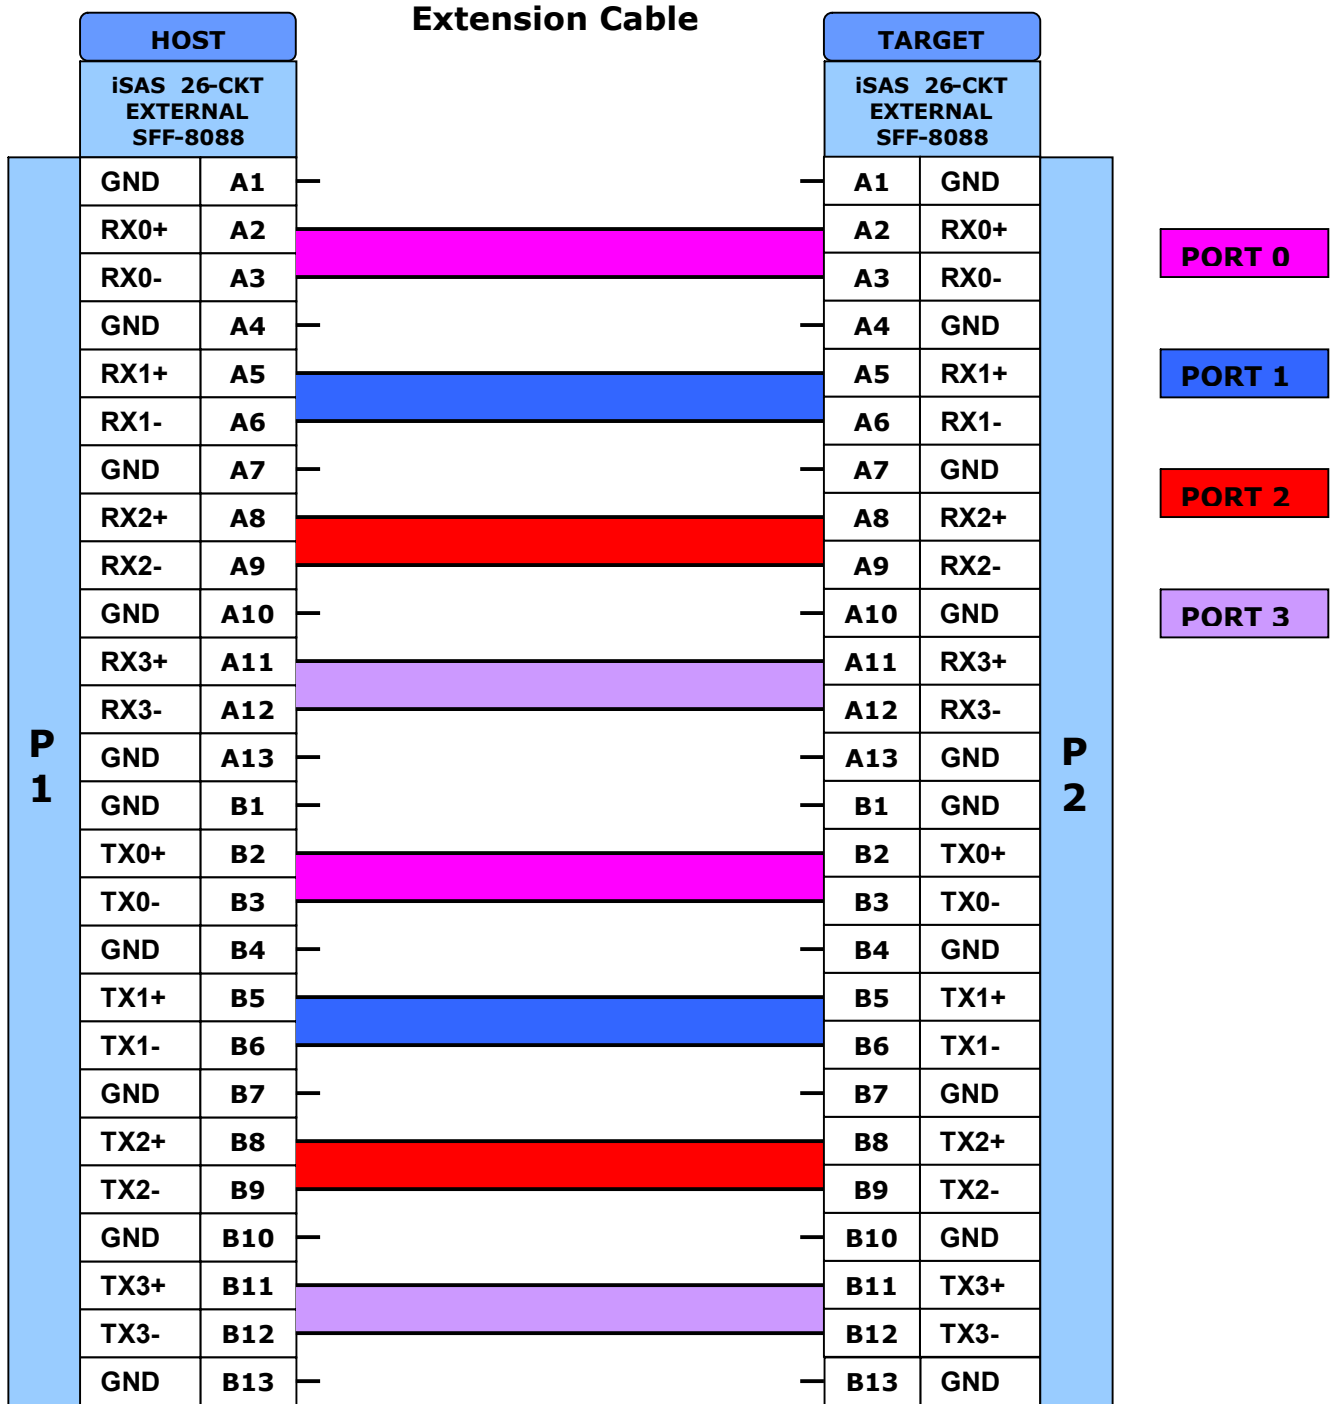 Extension Cable
HOST TARGET
iSAS 26-CKT iSAS 26-CKT
EXTERNAL EXTERNAL
SFF-8088 SFF-8088
GND A1 A1 GND
RX0+ A2 A2 RX0+
PORT 0
RX0- A3 A3 RX0-
GND A4 A4 GND
RX1+ A5 A5 RX1+ PORT 1
RX1- A6 A6 RX1-
GND A7 A7 GND
PORT 2
RX2+ A8 A8 RX2+
RX2- A9 A9 RX2-
GND A10 A10 GND PORT 3
RX3+ A11 A11 RX3+
RX3- A12 A12 RX3-
P P
GND A13 A13 GND
1 2
GND B1 B1 GND
TX0+ B2 B2 TX0+
TX0- B3 B3 TX0-
GND B4 B4 GND
TX1+ B5 B5 TX1+
TX1- B6 B6 TX1-
GND B7 B7 GND
TX2+ B8 B8 TX2+
TX2- B9 B9 TX2-
GND B10 B10 GND
TX3+ B11 B11 TX3+
TX3- B12 B12 TX3-
GND B13 B13 GND